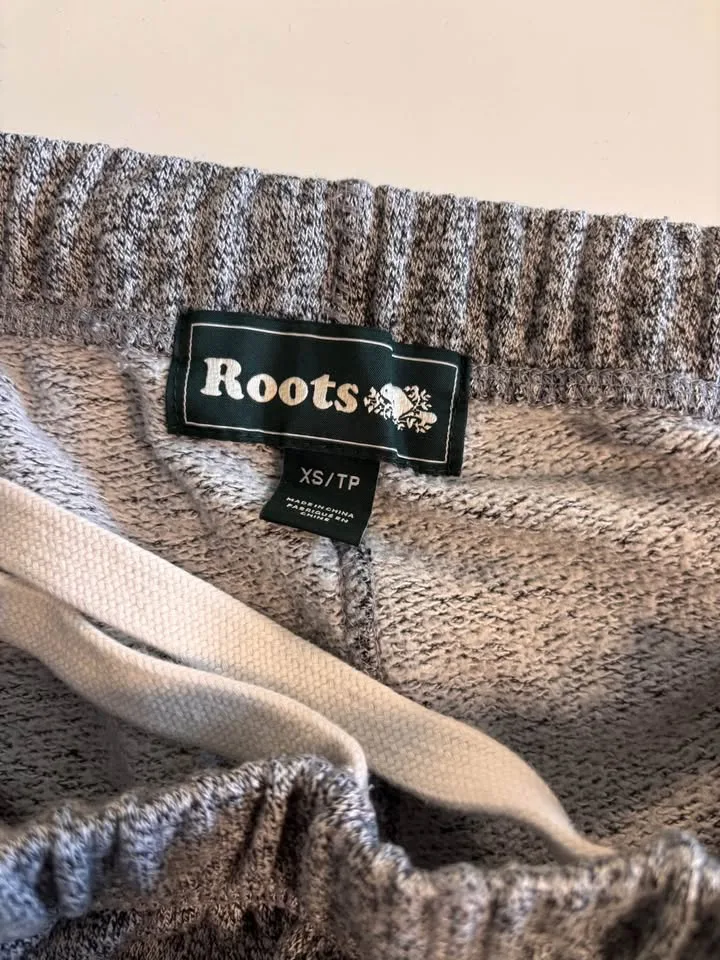 Roots
XS/TP
MADE IN CHINA
FABRIQUÉ EN
CHINE